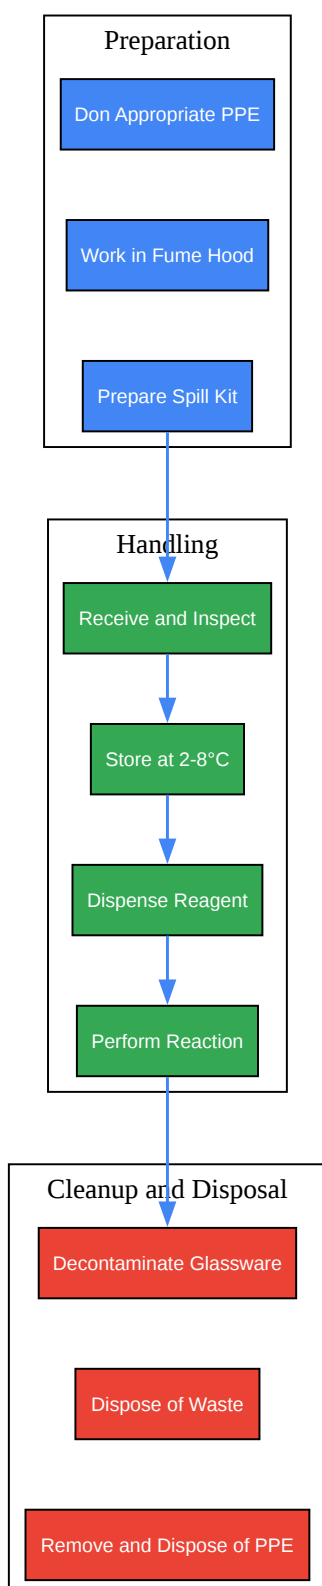 Preparation
Don Appropriate PPE
Work in Fume Hood
Prepare Spill Kit
Handling
Receive and Inspect
Store at 2-8°C
Dispense Reagent
Perform Reaction
Cleanup and Disposal
Decontaminate Glassware
Dispose of Waste
Remove and Dispose of PPE